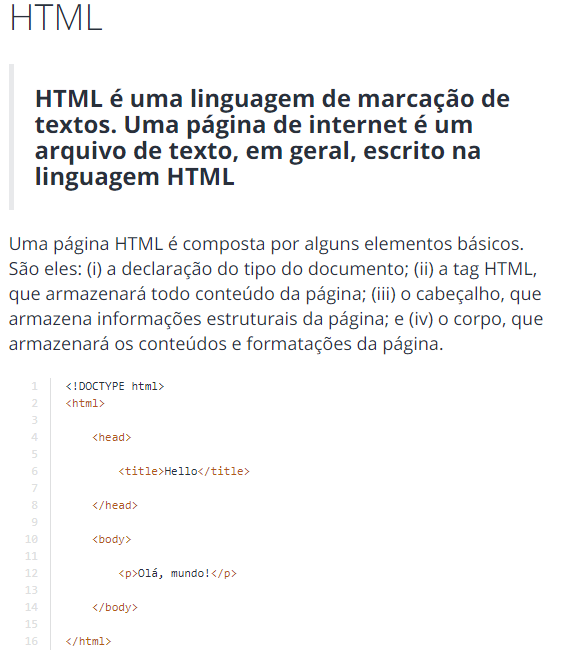 HTML
HTML é uma linguagem de marcação de
textos. Uma página de internet é um
arquivo de texto, em geral, escrito na
linguagem HTML
Uma página HTML é composta por alguns elementos básicos.
São eles: (i) a declaração do tipo do documento; (ii) a tag HTML,
que armazenará todo conteúdo da página; (iii) o cabeçalho, que
armazena informações estruturais da página; e (iv) o corpo, que
armazenará os conteúdos e formatações da página.
1 <!DOCTYPE html>
2 <html>
3
4 <head>
5
6 <title>Hello</title>
7
8 </head>
9
10 <body>
11
12 <p>Olá, mundo!</p>
13
14 </body>
15
16 </html>